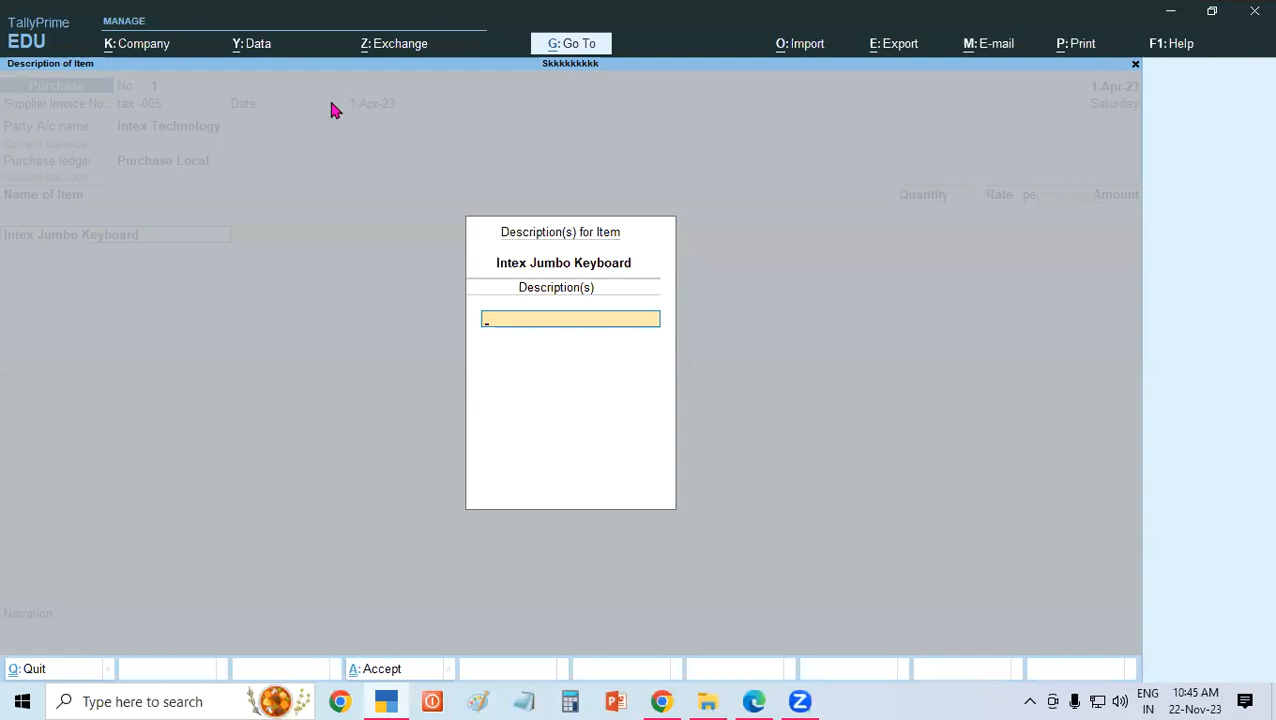 TallyPrime
EDU
MANAGE
K: Company
Y: Data
Z: Exchange
G: Go To
O: Import
E: Export
M: E-mail
P: Print
F1: Help
Description of Item
Skkkkkkkkk
Purchase No. 1
1-Apr-23
Supplier Invoice No.: tax -005 Date : 1-Apr-23
Saturday
Party A/c name Intex Technology
Current balance
Purchase ledger : Purchase Local
Name of Item Quantity Rate per Amount
Intex Jumbo Keyboard
Description(s) for Item
Intex Jumbo Keyboard
Description(s)
Narration:
Q: Quit
A: Accept
Type here to search
ENG
IN
10:45 AM
22-Nov-23